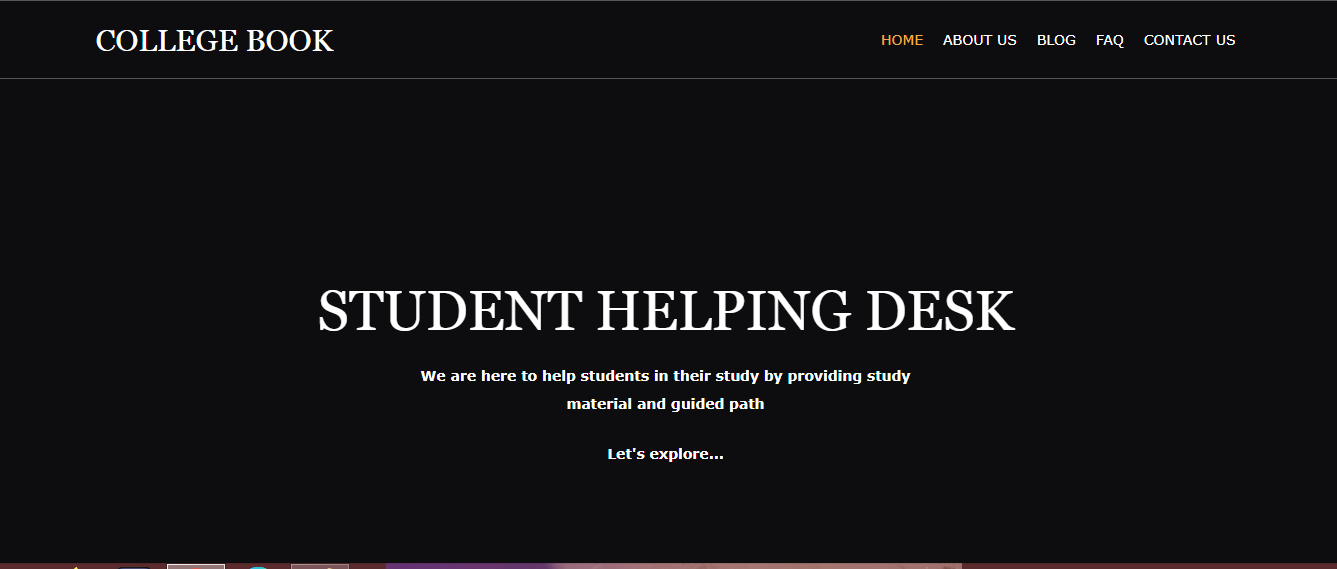 COLLEGE BOOK
HOME ABOUT US BLOG FAQ CONTACT US
STUDENT HELPING DESK
We are here to help students in their study by providing study
material and guided path
Let's explore...